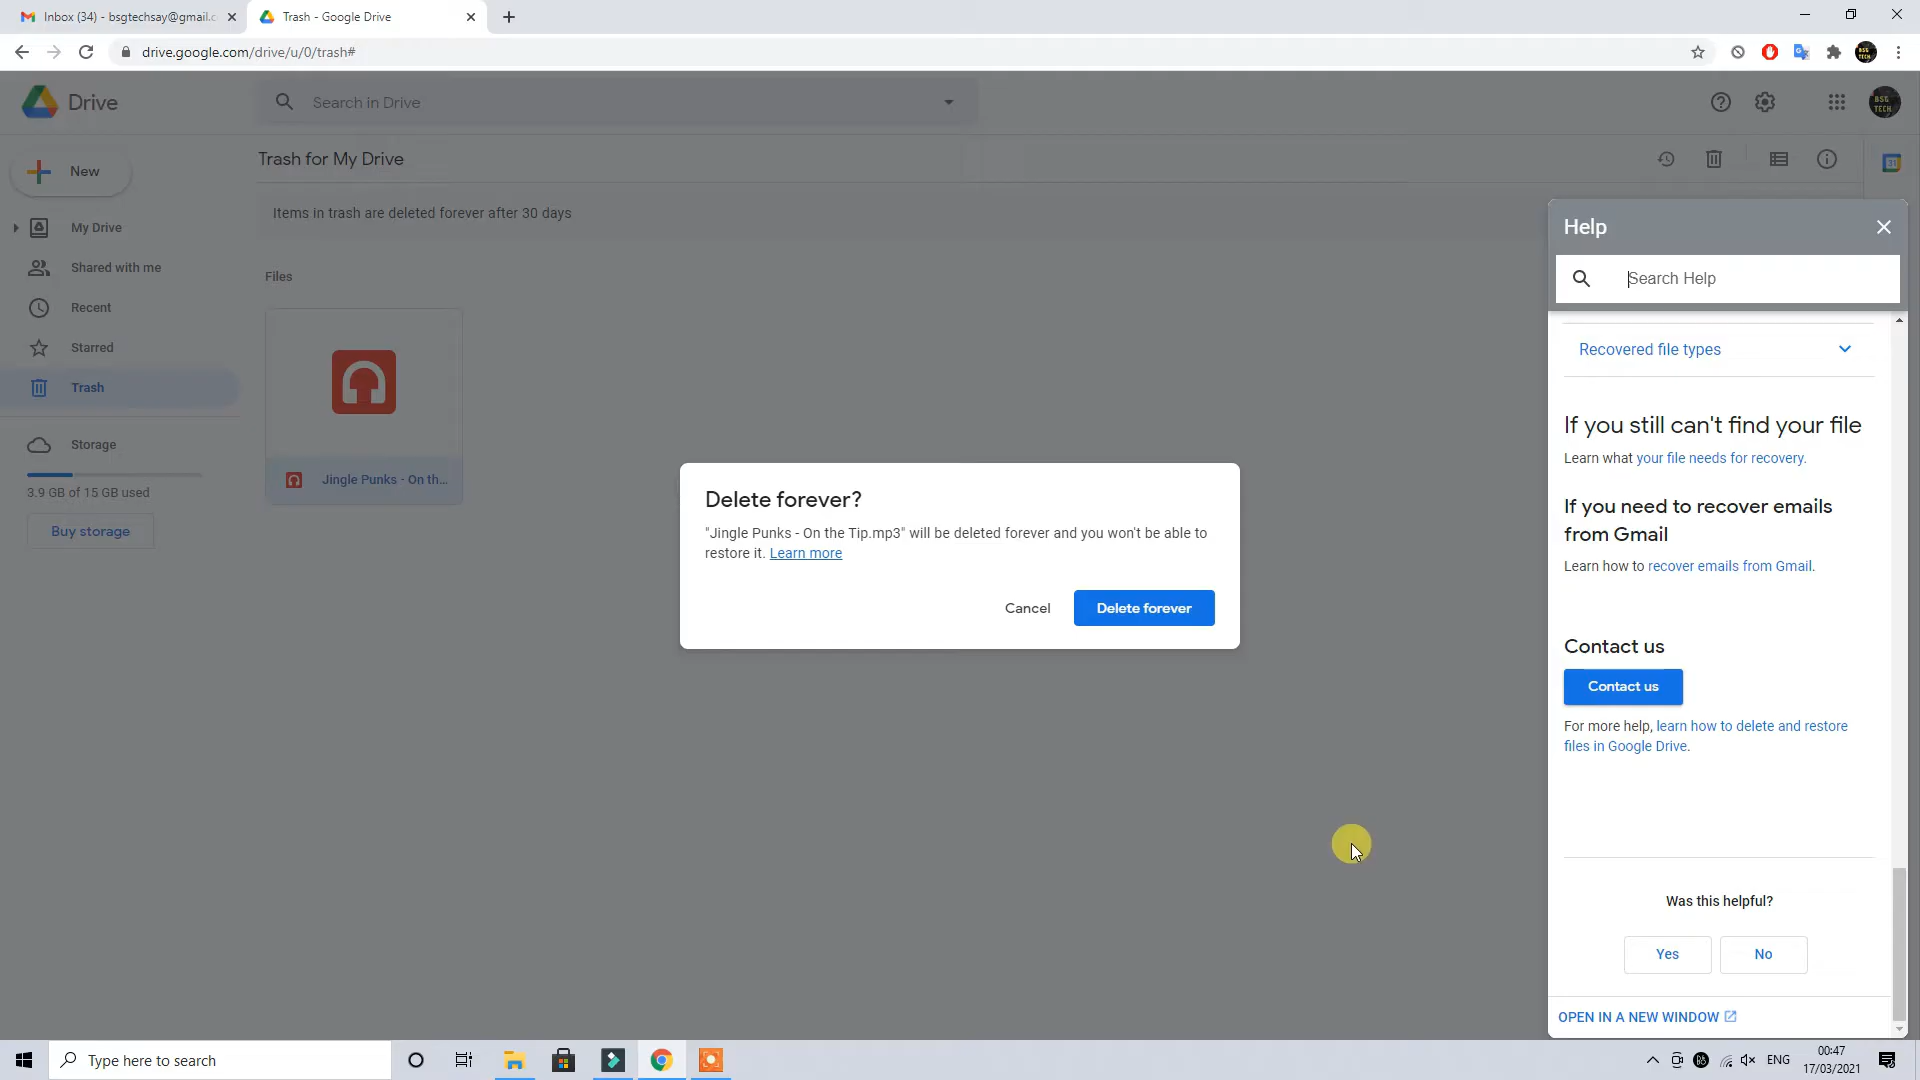 Inbox (34) - bsgtechsay@gmail.c
Trash - Google Drive
drive.google.com/drive/u/0/trash#
Drive
Search in Drive
BSG TECH
New
Trash for My Drive
Items in trash are deleted forever after 30 days
My Drive
Shared with me
Recent
Starred
Trash
Storage
3.9 GB of 15 GB used
Buy storage
Files
Jingle Punks - On th...
31
Delete forever?
"Jingle Punks - On the Tip.mp3" will be deleted forever and you won't be able to
restore it. Learn more
Cancel
Delete forever
Help
Search Help
Recovered file types
If you still can't find your file
Learn what your file needs for recovery.
If you need to recover emails
from Gmail
Learn how to recover emails from Gmail.
Contact us
Contact us
For more help, learn how to delete and restore
files in Google Drive.
Was this helpful?
Yes
No
OPEN IN A NEW WINDOW
Type here to search
ENG
00:47
17/03/2021